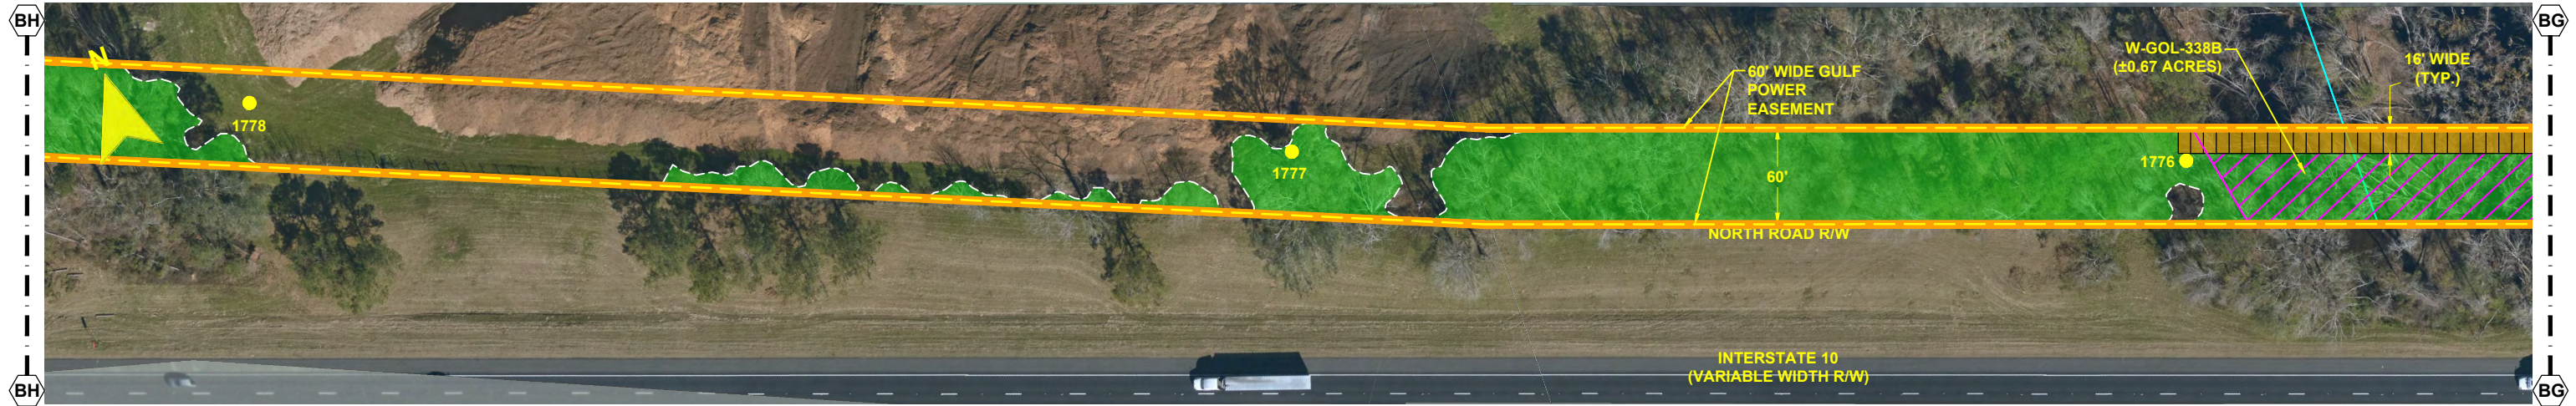 BH
BG
N
1778
1777
60' WIDE GULF
POWER
EASEMENT
W-GOL-338B
(±0.67 ACRES)
16' WIDE
(TYP.)
1776
60'
NORTH ROAD R/W
INTERSTATE 10
(VARIABLE WIDTH R/W)
BH
BG